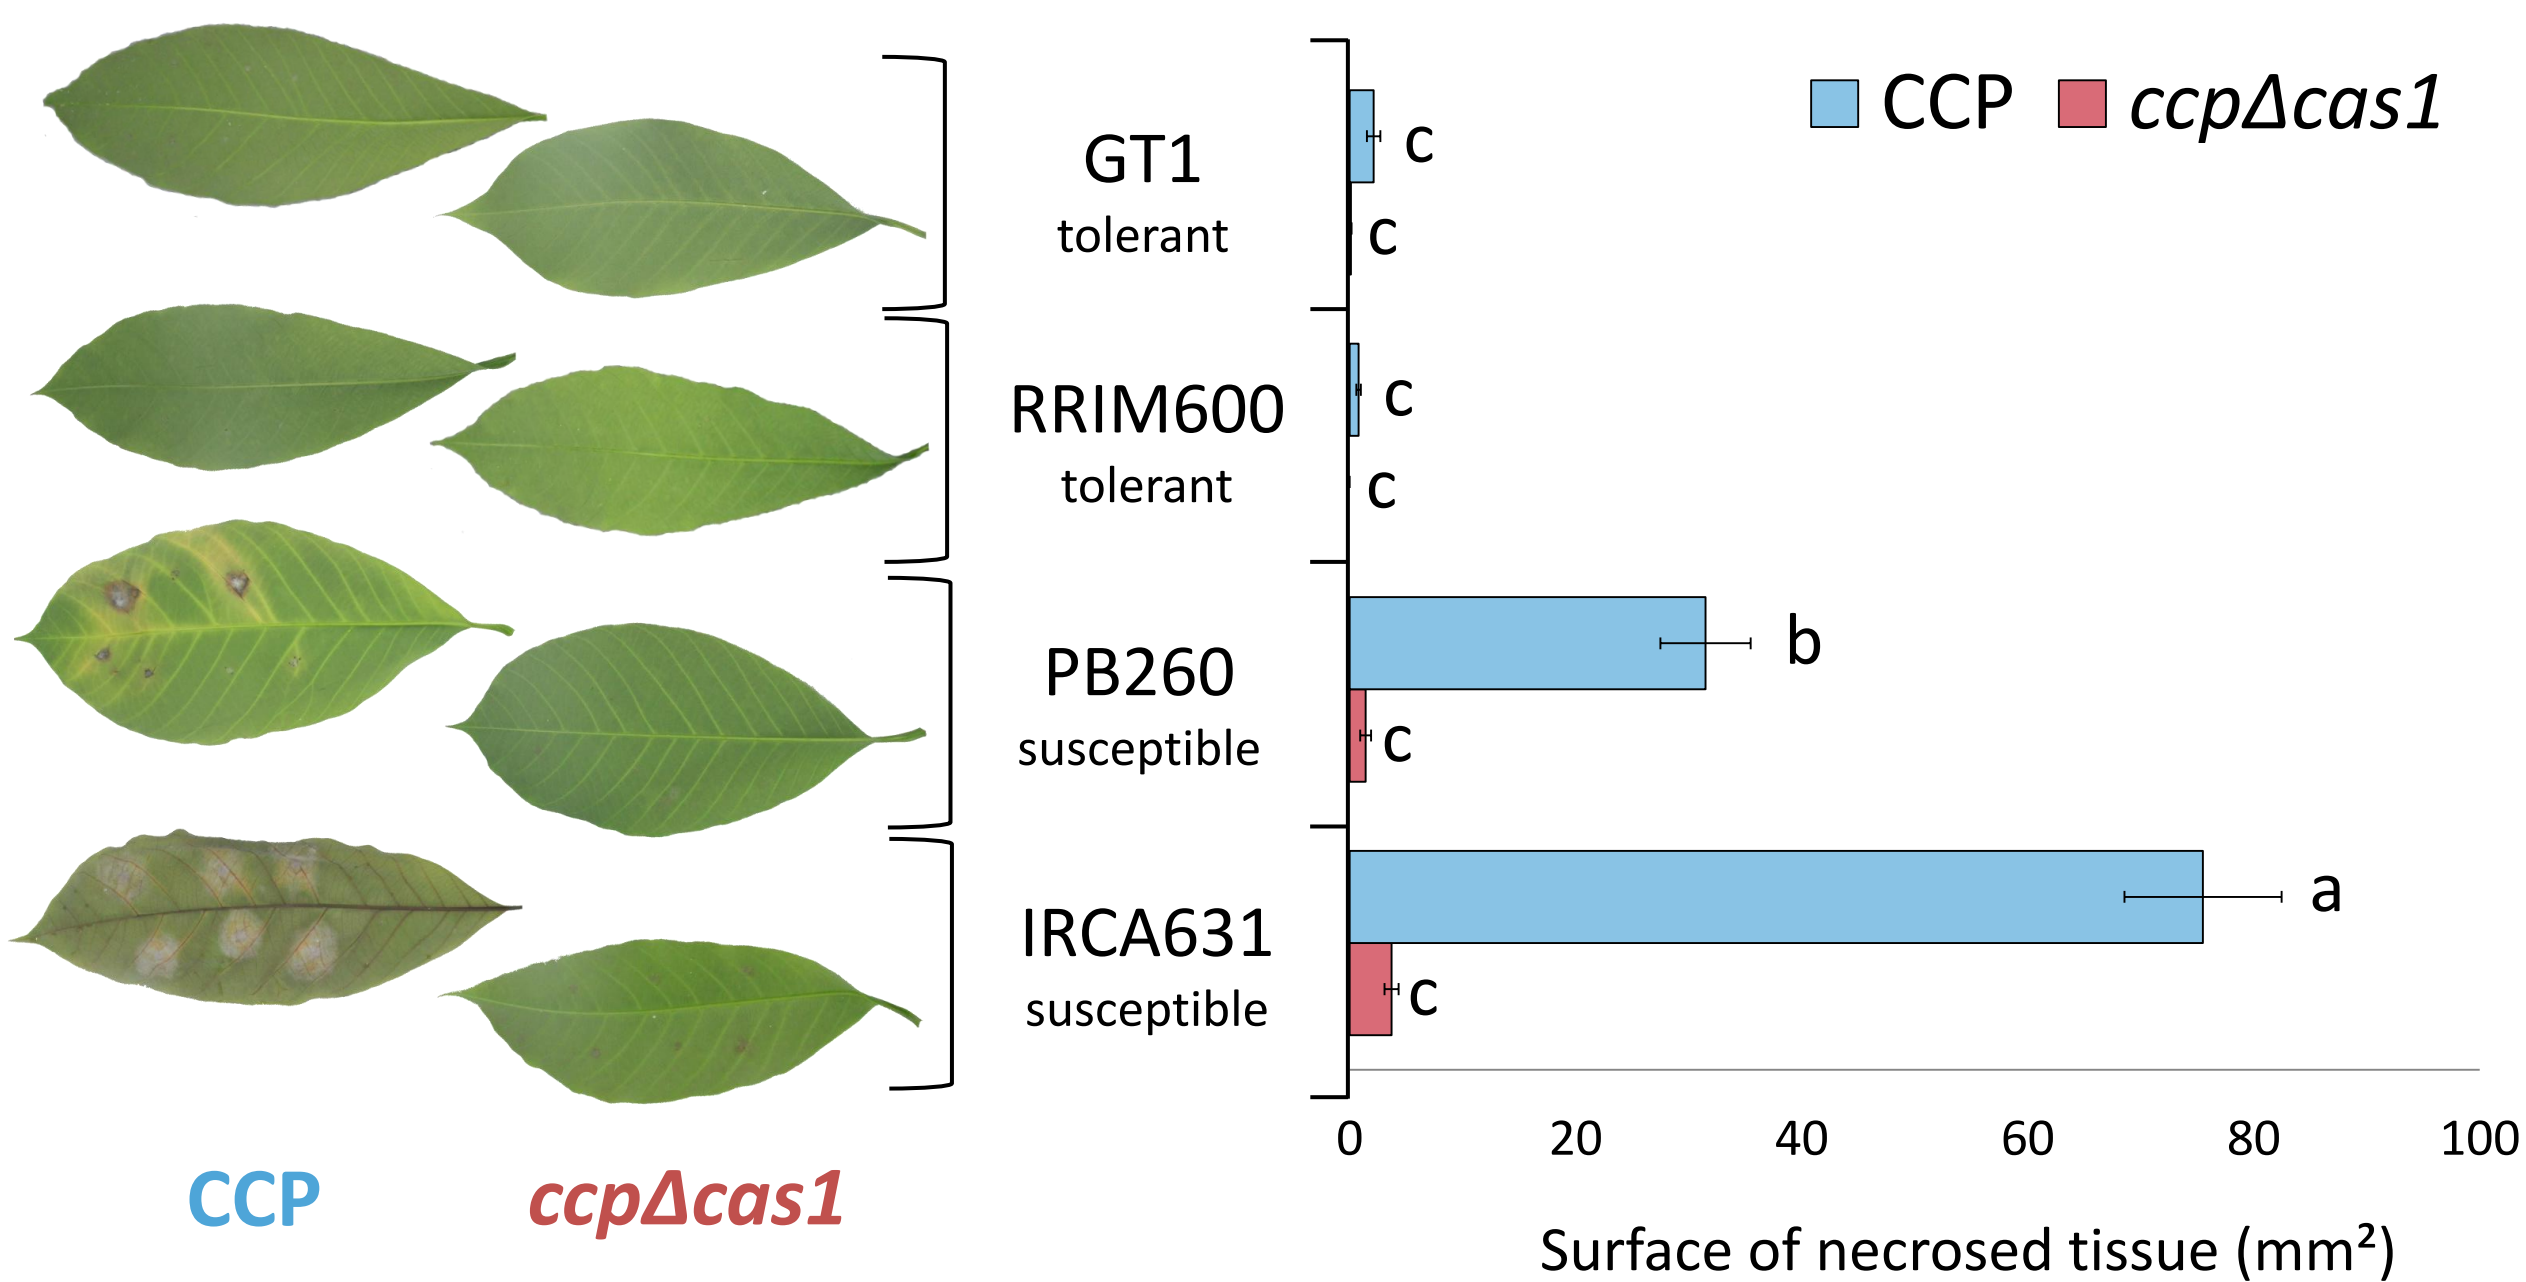 CCP
ccpΔcas1
GT1
tolerant
c
c
RRIM600
tolerant
c
c
PB260
susceptible
b
c
IRCA631
susceptible
a
c
0 20 40 60 80 100
CCP
ccpΔcas1
Surface of necrosed tissue (mm²)